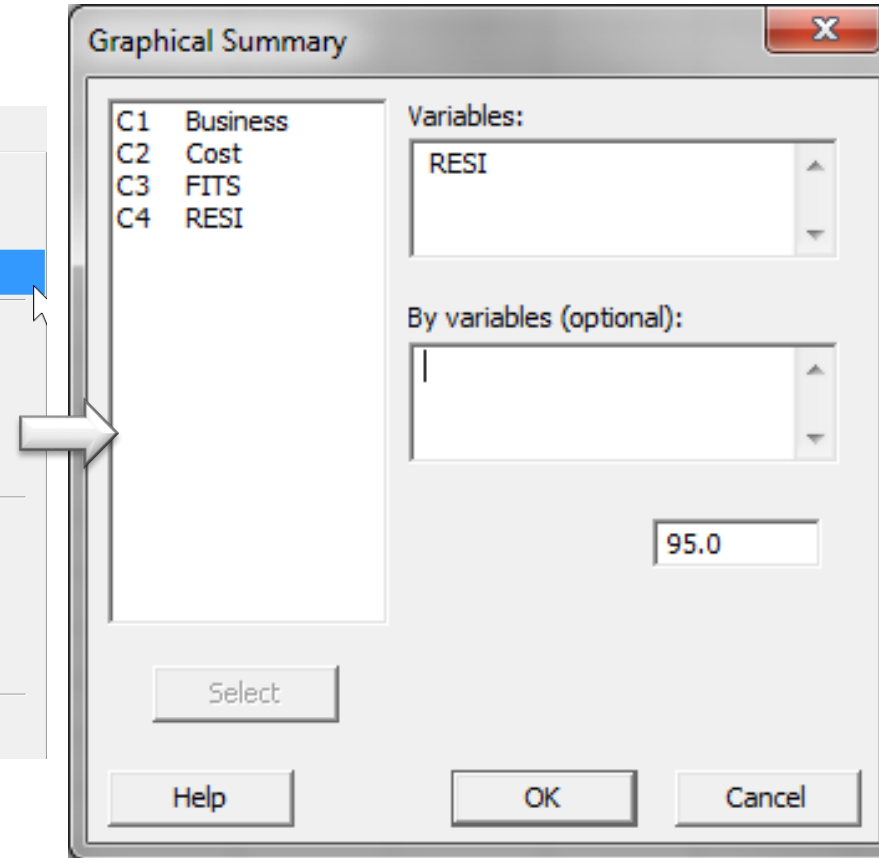 Graphical Summary
C1 Business
C2 Cost
C3 FITS
C4 RESI
Variables:
RESI
By variables (optional):
95.0
Select
Help
OK
Cancel